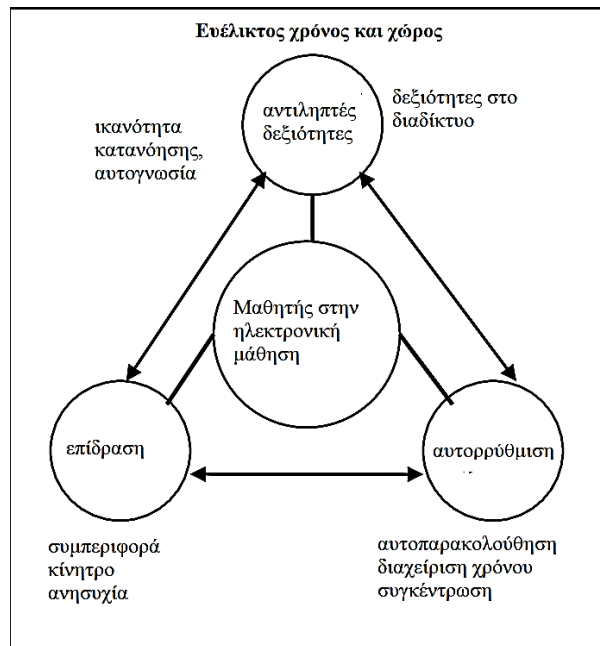 Ευέλικτος χρόνος και χώρος
αντιληπτές
δεξιότητες
δεξιότητες στο
διαδίκτυο
ικανότητα
κατανόησης,
αυτογνωσία
Μαθητής στην
ηλεκτρονική
μάθηση
επίδραση
αυτορρύθμιση
συμπεριφορά
κίνητρο
ανησυχία
αυτοπαρακολούθηση
διαχείριση χρόνου
συγκέντρωση